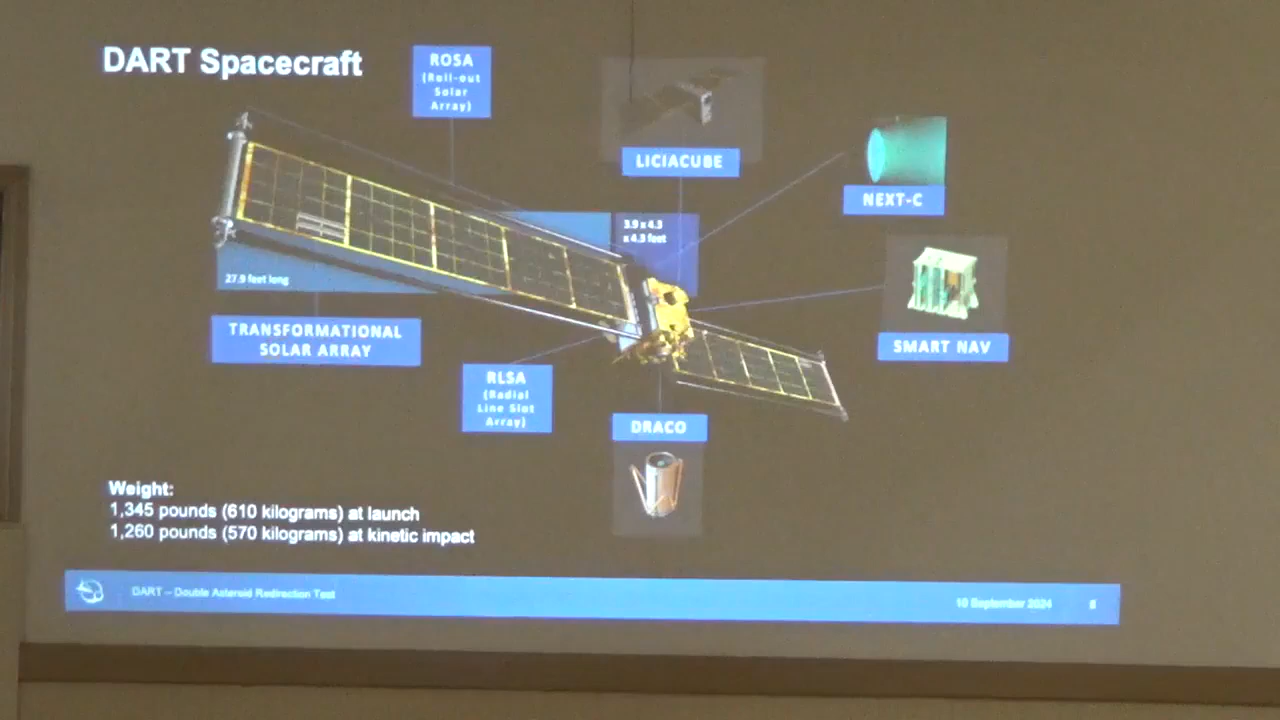 DART Spacecraft
ROSA
(Roll-out
Solar
Array)
LICIACUBE
NEXT-C
3.9 x 4.3
x 4.3 feet
27.9 feet long
TRANSFORMATIONAL
SOLAR ARRAY
SMART NAV
RLSA
(Radial
Line Slot
Array)
DRACO
Weight:
1,345 pounds (610 kilograms) at launch
1,260 pounds (570 kilograms) at kinetic impact
DART – Double Asteroid Redirection Test
10 September 2024